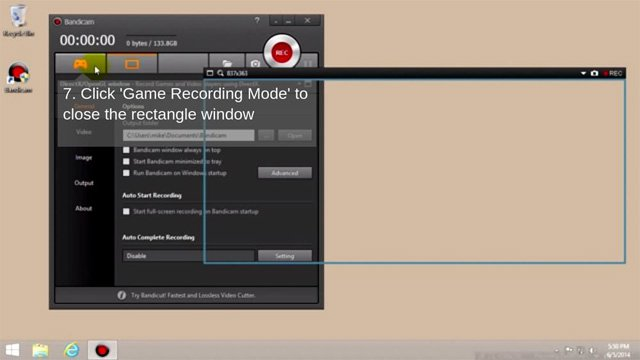 Recycle Bin
Bandicam
Bandicam
00:00:00
0 bytes / 133.8GB
REC
837x363
REC
7. Click 'Game Recording Mode' to
close the rectangle window
Options
Output folder
C:\Users\mike\Documents\Bandicam
... Open
Video
Bandicam window always on top
Image
Start Bandicam minimized to tray
Run Bandicam on Windows startup
Advanced
Output
Auto Start Recording
About
Start full-screen recording on Bandicam startup
Auto Complete Recording
Disable
Setting
Try Bandicut! Fastest and Lossless Video Cutter.
5:50 PM
6/5/2014